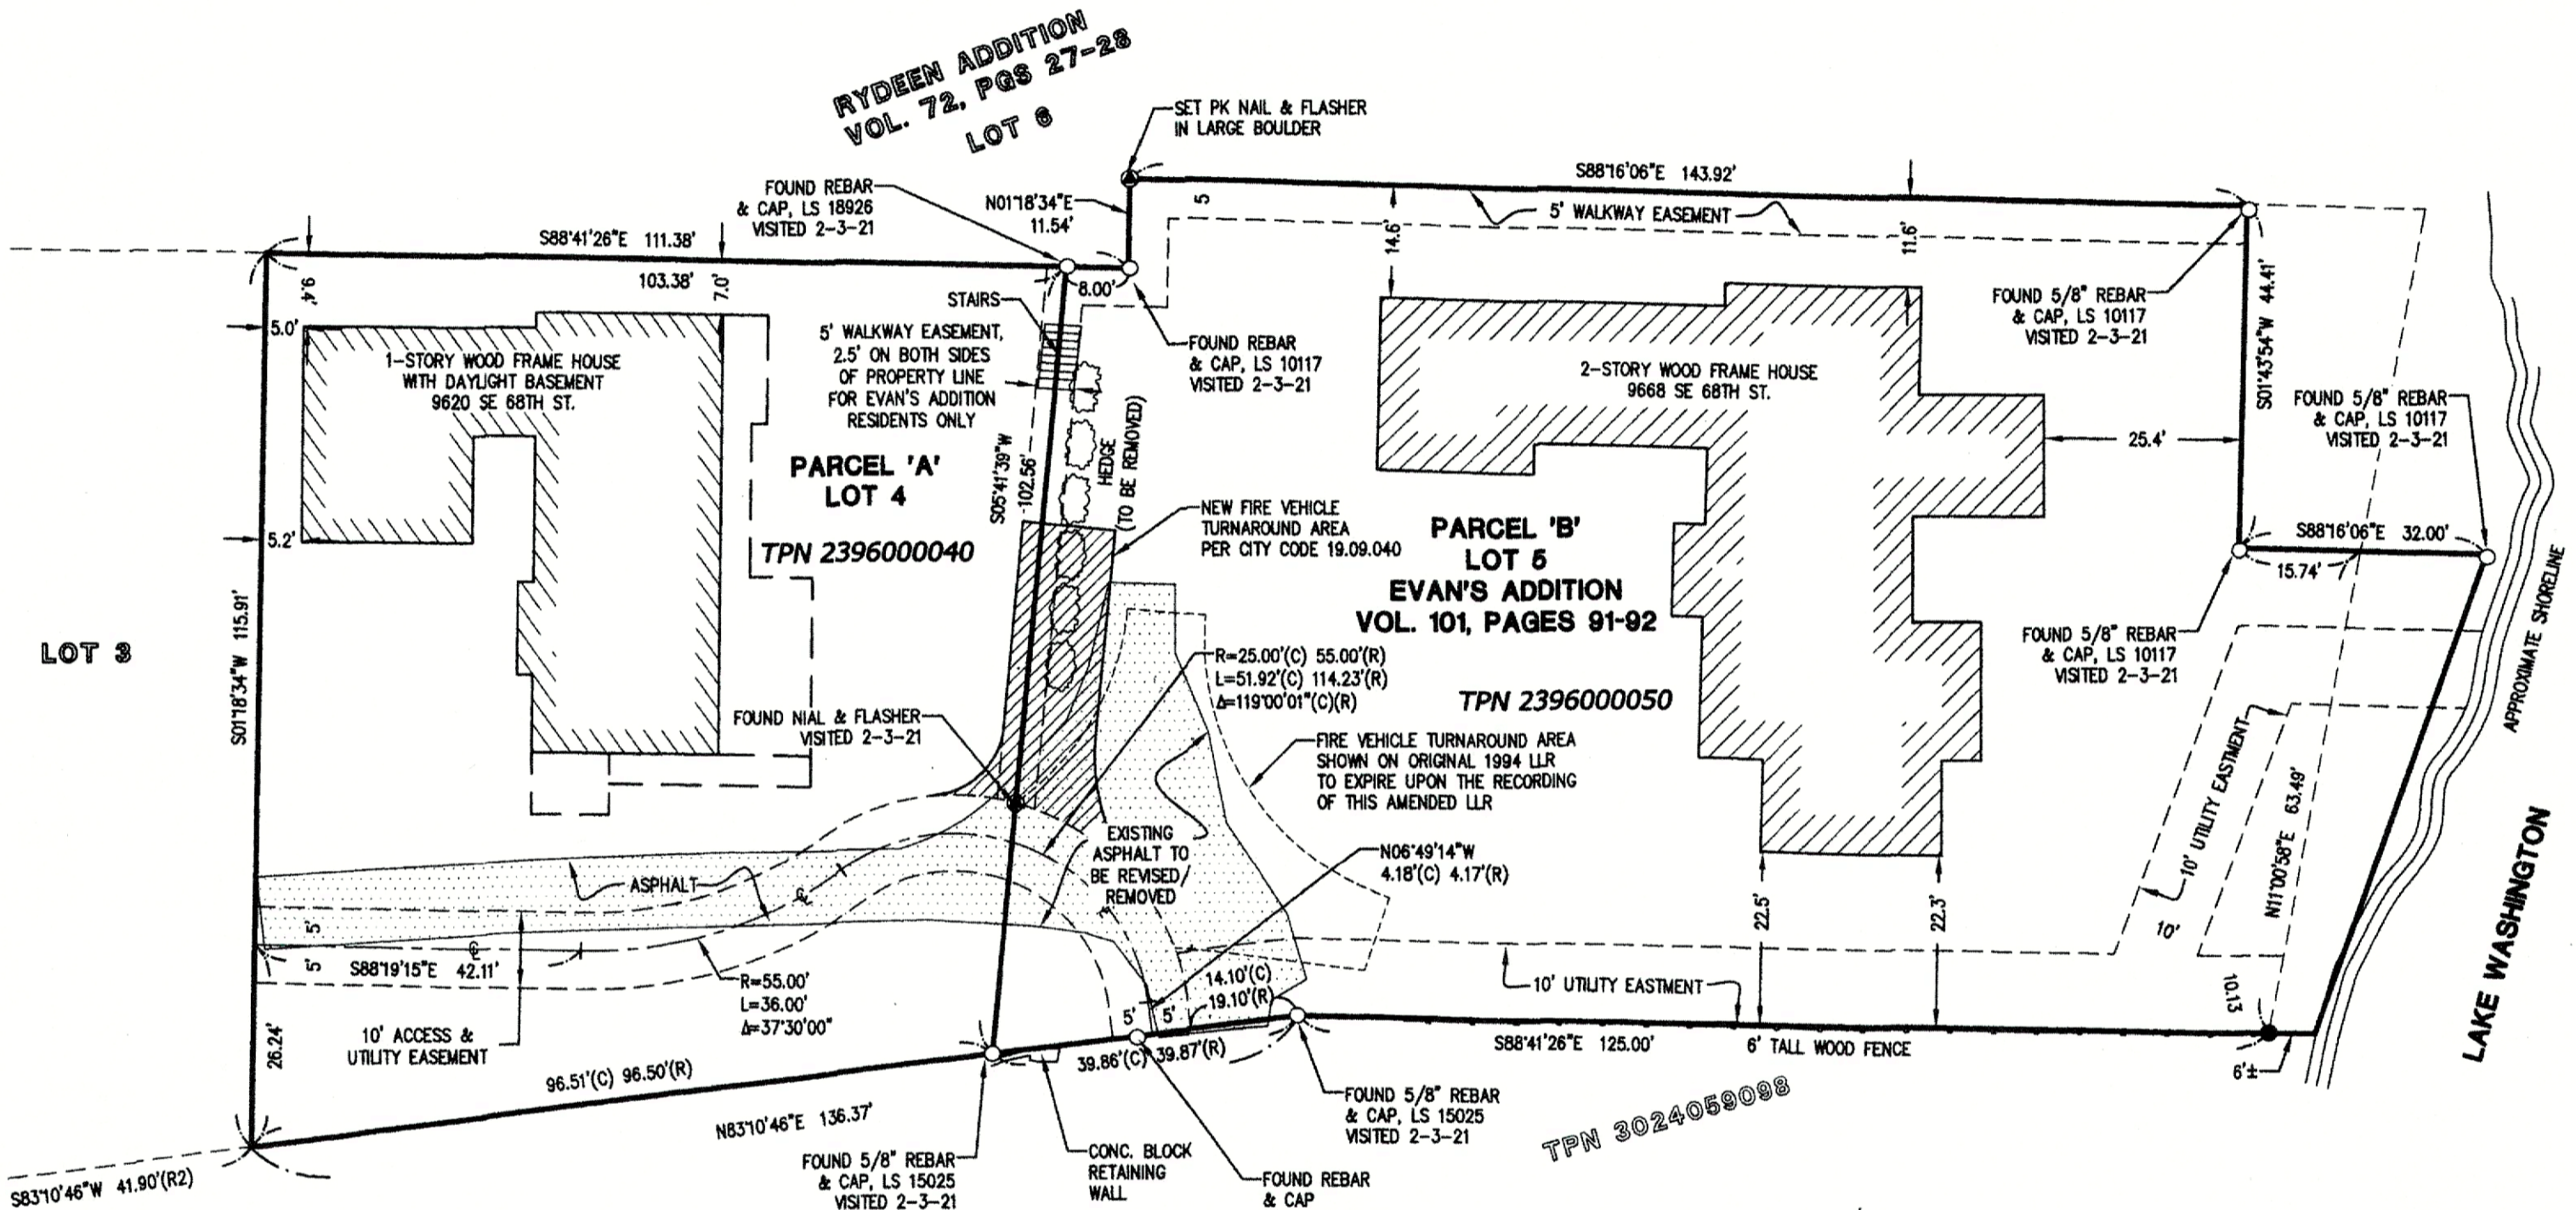 RYDEEN ADDITION
VOL. 72, PGS 27-28
LOT 6
SET PK NAIL & FLASHER
IN LARGE BOULDER
FOUND REBAR
& CAP, LS 18926
VISITED 2-3-21
N01°18'34"E
11.54'
S88°16'06"E 143.92'
5
5' WALKWAY EASEMENT
14.6'
11.6'
S88°41'26"E 111.38'
103.38'
7.0'
9.4'
8.00'
STAIRS
5.0'
5' WALKWAY EASEMENT,
2.5' ON BOTH SIDES
OF PROPERTY LINE
FOR EVAN'S ADDITION
RESIDENTS ONLY
1-STORY WOOD FRAME HOUSE
WITH DAYLIGHT BASEMENT
9620 SE 68TH ST.
FOUND REBAR
& CAP, LS 10117
VISITED 2-3-21
2-STORY WOOD FRAME HOUSE
9668 SE 68TH ST.
FOUND 5/8" REBAR
& CAP, LS 10117
VISITED 2-3-21
S01°43'54"W 44.41'
FOUND 5/8" REBAR
& CAP, LS 10117
VISITED 2-3-21
25.4'
HEDGE
(TO BE REMOVED)
S05°41'39"W
102.56'
PARCEL 'A'
LOT 4
TPN 2396000040
5.2'
NEW FIRE VEHICLE
TURNAROUND AREA
PER CITY CODE 19.09.040
PARCEL 'B'
LOT 5
EVAN'S ADDITION
VOL. 101, PAGES 91-92
TPN 2396000050
S88°16'06"E 32.00'
15.74'
APPROXIMATE SHORELINE
FOUND 5/8" REBAR
& CAP, LS 10117
VISITED 2-3-21
LOT 3
S01°18'34"W 115.91'
R=25.00'(C) 55.00'(R)
L=51.92'(C) 114.23'(R)
Δ=119°00'01"(C)(R)
FOUND NIAL & FLASHER
VISITED 2-3-21
FIRE VEHICLE TURNAROUND AREA
SHOWN ON ORIGINAL 1994 LLR
TO EXPIRE UPON THE RECORDING
OF THIS AMENDED LLR
10' UTILITY EASTMENT
N11°00'58"E 63.49'
LAKE WASHINGTON
EXISTING
ASPHALT TO
BE REVISED/
REMOVED
N06°49'14"W
4.18'(C) 4.17'(R)
ASPHALT
22.5'
22.3'
10'
5'
5'
S88°19'15"E 42.11'
R=55.00'
L=36.00'
Δ=37°30'00"
14.10'(C)
19.10'(R)
10' UTILITY EASTMENT
10.13
5'
5'
26.24'
10' ACCESS &
UTILITY EASEMENT
39.86'(C) 39.87'(R)
S88°41'26"E 125.00'
6' TALL WOOD FENCE
9'±
96.51'(C) 96.50'(R)
N83°10'46"E 136.37'
FOUND 5/8" REBAR
& CAP, LS 15025
VISITED 2-3-21
TPN 3024059098
FOUND 5/8" REBAR
& CAP, LS 15025
VISITED 2-3-21
CONC. BLOCK
RETAINING
WALL
FOUND REBAR
& CAP
S83°10'46"W 41.90'(R2)